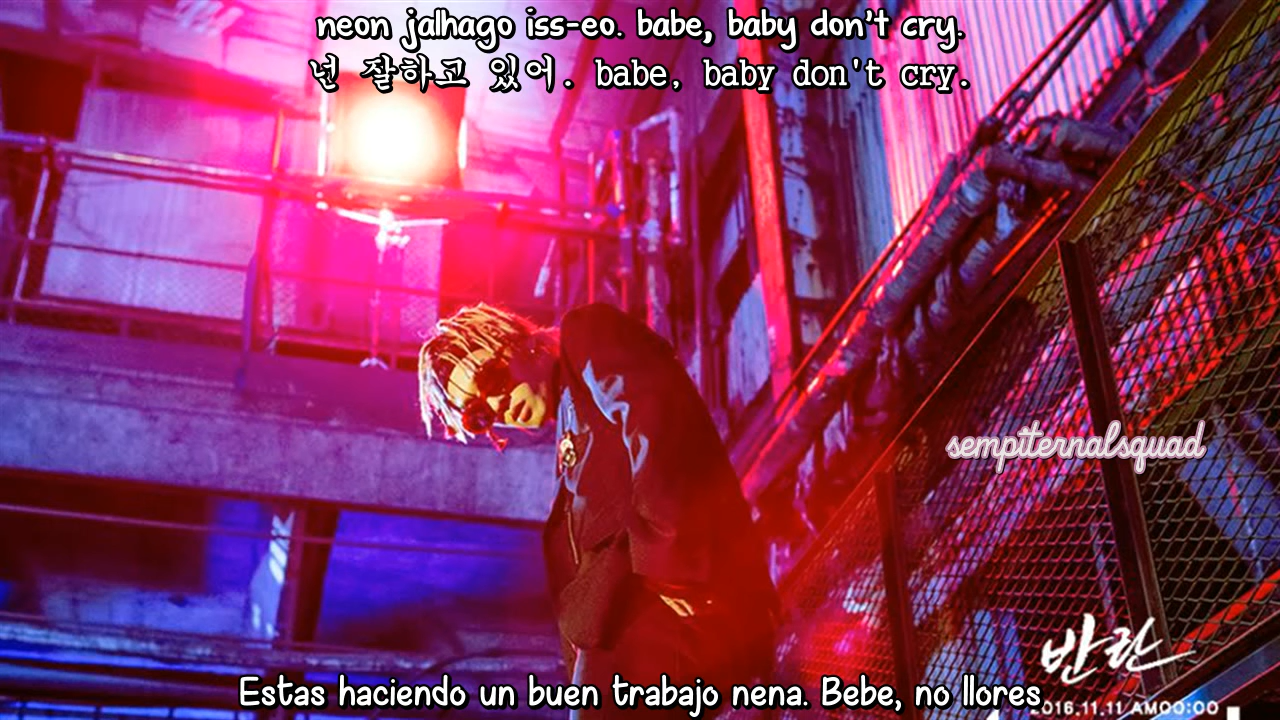 neon jalhago iss-eo. babe, baby don't cry.
넌 잘하고 있어. babe, baby don't cry.
sempiternalsquad
반란
Estas haciendo un buen trabajo nena. Bebe, no llores
2016.11.11 AM00:00